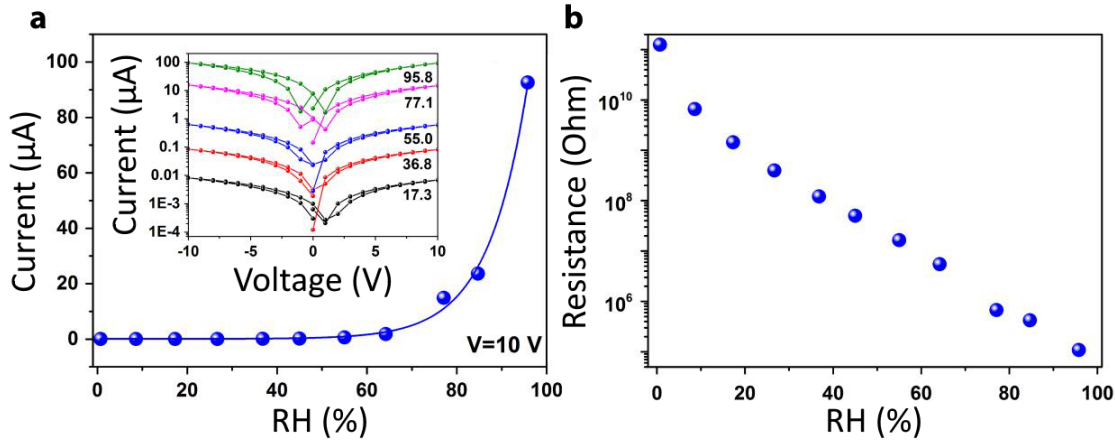 a
Current (µA)
100
80
60
40
20
0
0 20 40 60 80 100
RH (%)
V=10 V
Current (µA)
100
10
1
0.1
0.01
1E-3
1E-4
-10 -5 0 5 10
Voltage (V)
95.8
77.1
55.0
36.8
17.3
b
Resistance (Ohm)
10^10
10^8
10^6
0 20 40 60 80 100
RH (%)